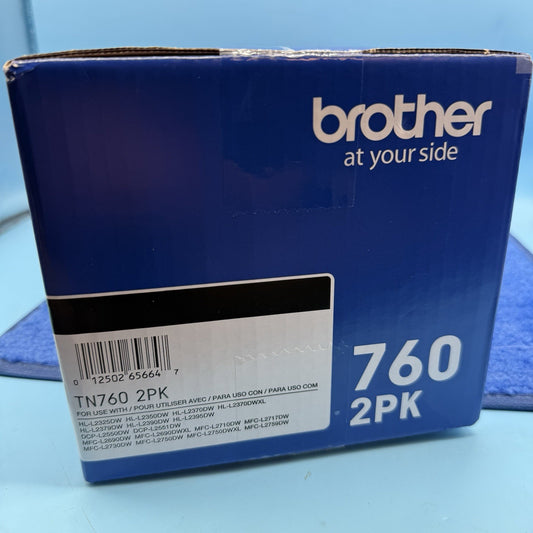 brother
at your side
0 12502 65664 7
TN760 2PK
FOR USE WITH / POUR UTILISER AVEC / PARA USO CON / PARA USO COM
HL-L2325DW HL-L2350DW HL-L2370DW HL-L2370DWXL
HL-L2379DW HL-L2390DW HL-L2395DW
DCP-L2550DW DCP-L2551DW
MFC-L2690DW MFC-L2690DWXL MFC-L2710DW MFC-L2717DW
MFC-L2730DW MFC-L2750DW MFC-L2750DWXL MFC-L2759DW
760
2PK